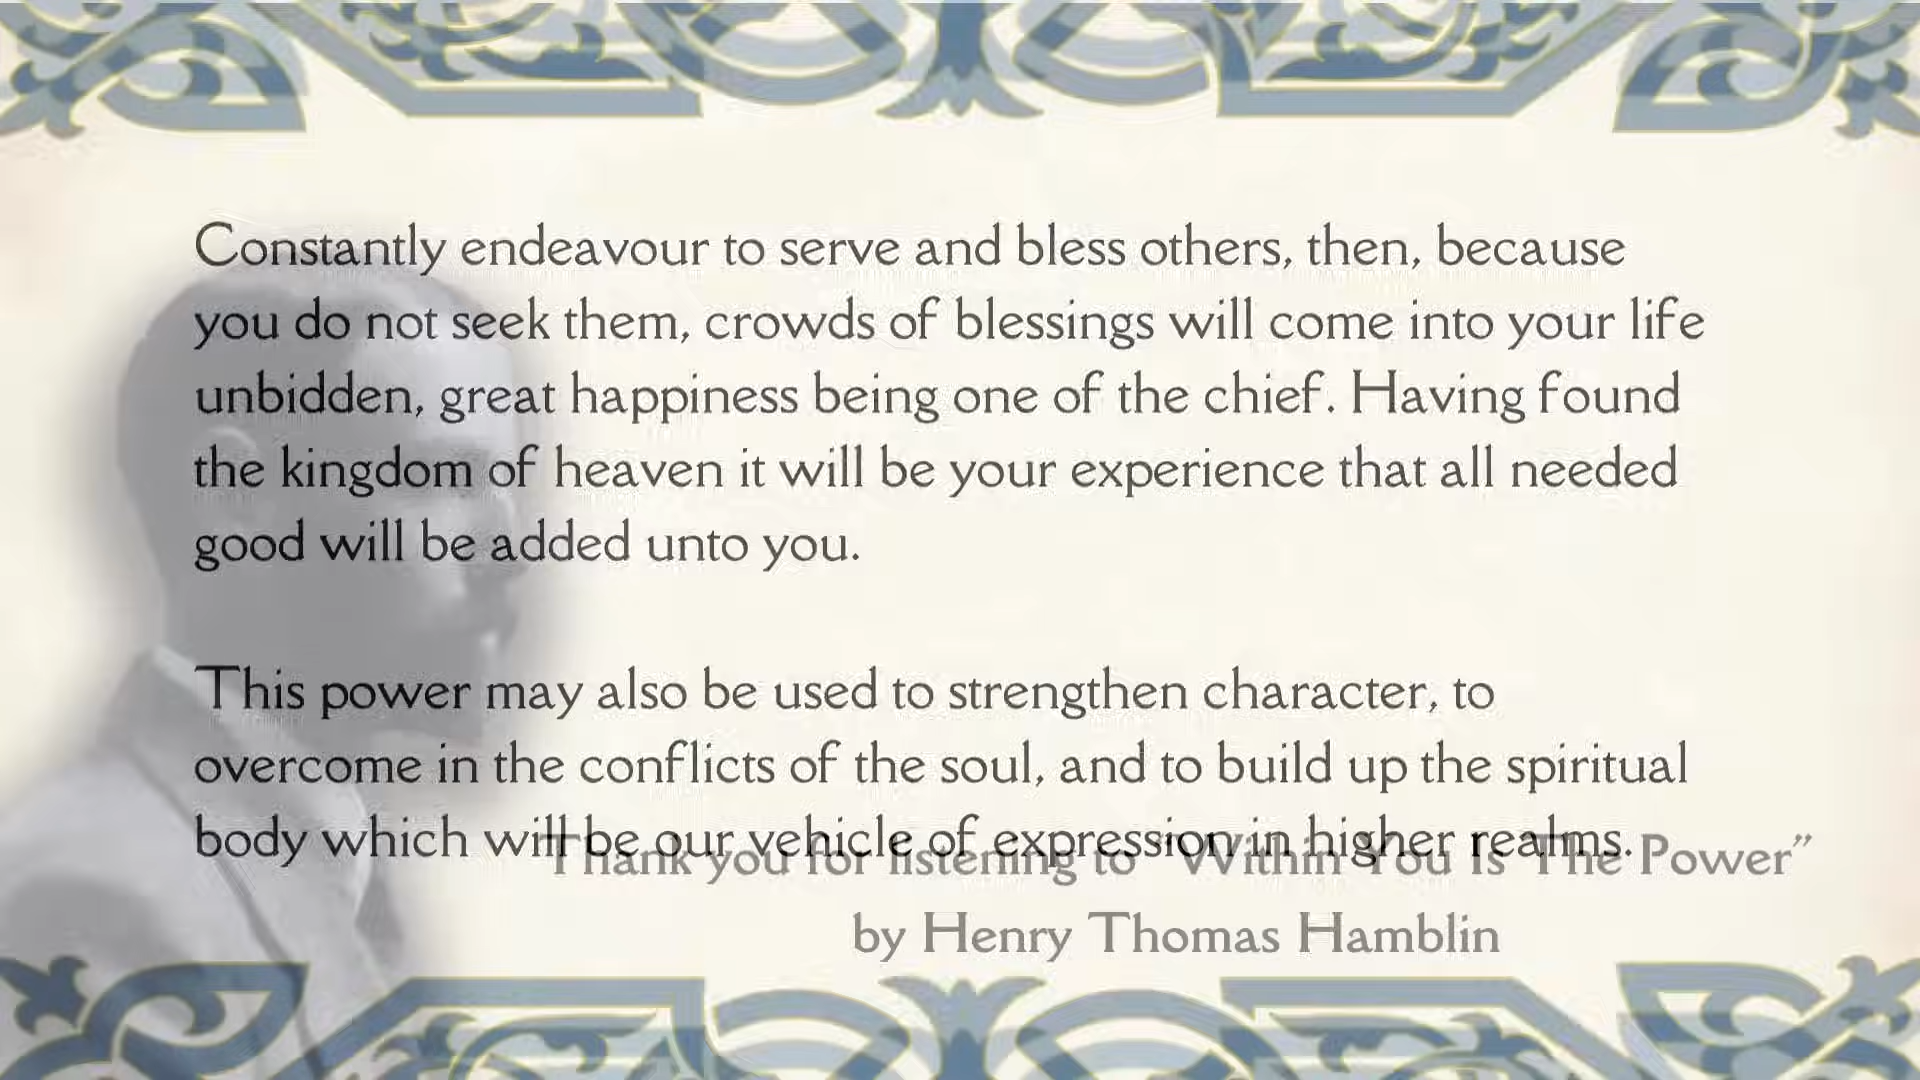 Constantly endeavour to serve and bless others, then, because
you do not seek them, crowds of blessings will come into your life
unbidden, great happiness being one of the chief. Having found
the kingdom of heaven it will be your experience that all needed
good will be added unto you.
This power may also be used to strengthen character, to
overcome in the conflicts of the soul, and to build up the spiritual
body which will be our vehicle of expression in higher realms.
Thank you for listening to "Within You Is The Power"
by Henry Thomas Hamblin